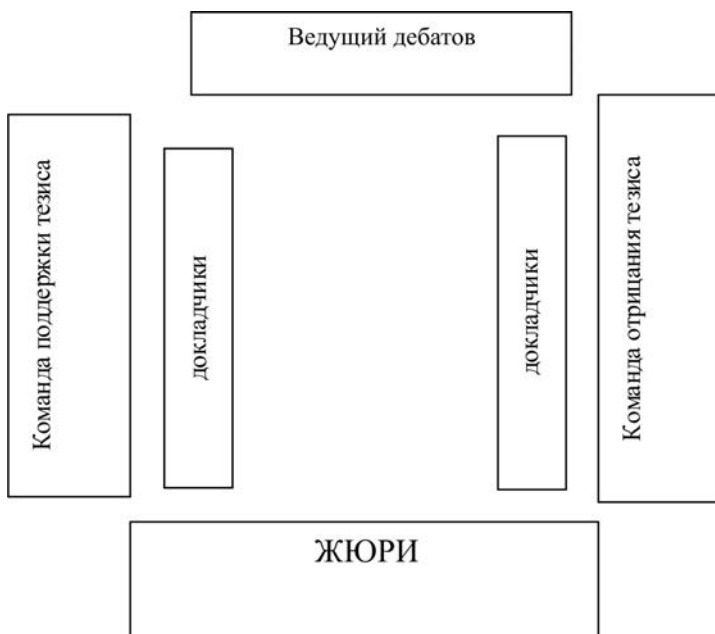 Ведущий дебатов
Команда поддержки тезиса
докладчики
докладчики
Команда отрицания тезиса
ЖЮРИ